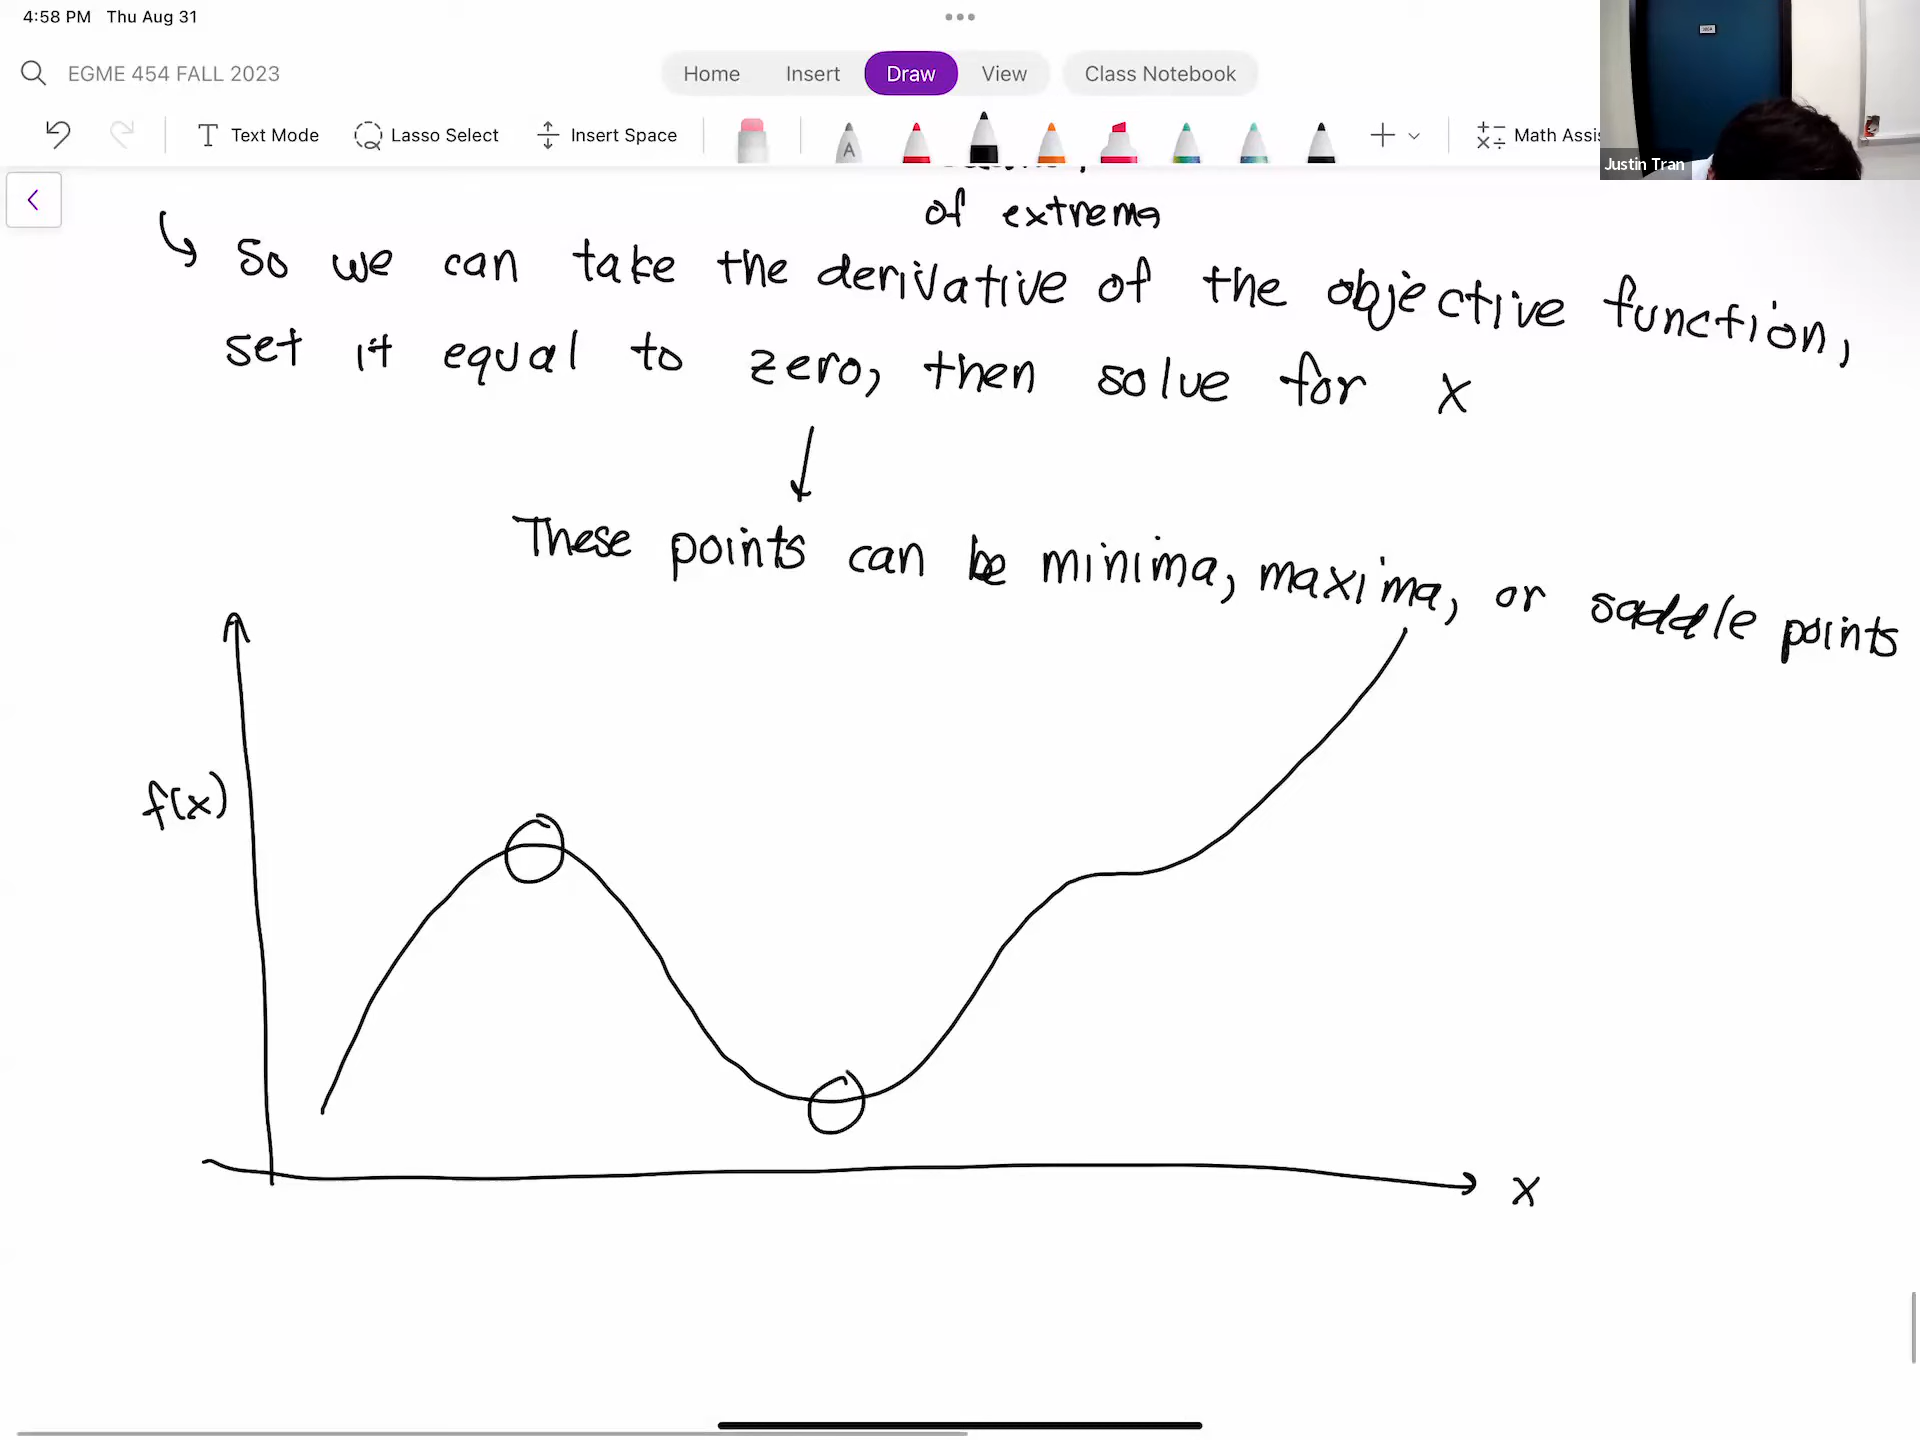 4:58 PM Thu Aug 31
EGME 454 FALL 2023
Home Insert Draw View Class Notebook
Text Mode Lasso Select Insert Space A Math Assis
Justin Tran
of extrema
so we can take the derivative of the objective function,
set it equal to zero, then solve for x
These points can be minima, maxima, or saddle points
f(x)
x